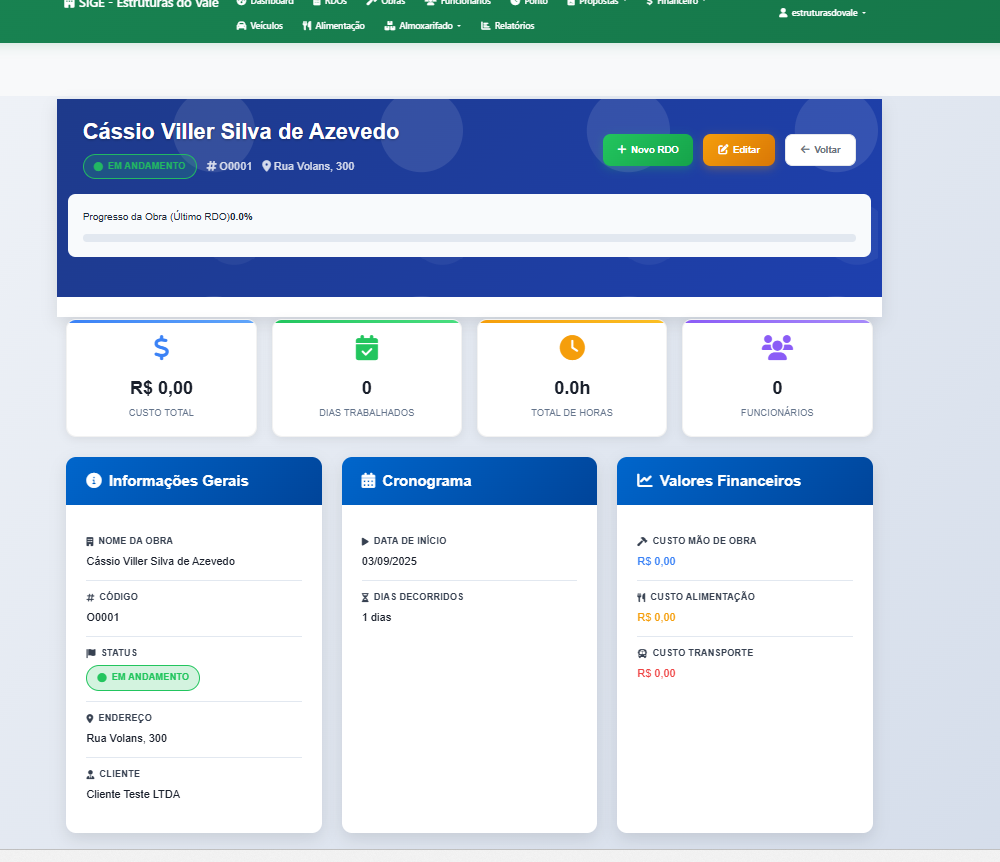 SIGE - Estruturas do Vale
Dashboard RDOs Obras Funcionários Ponto Propostas Financeiro
estruturasdovale
Veículos Alimentação Almoxarifado Relatórios
Cássio Viller Silva de Azevedo
EM ANDAMENTO # O0001 Rua Volans, 300
+ Novo RDO Editar ← Voltar
Progresso da Obra (Último RDO)0.0%
R$ 0,00
CUSTO TOTAL
0
DIAS TRABALHADOS
0.0h
TOTAL DE HORAS
0
FUNCIONÁRIOS
Informações Gerais
NOME DA OBRA
Cássio Viller Silva de Azevedo
# CÓDIGO
O0001
STATUS
EM ANDAMENTO
ENDEREÇO
Rua Volans, 300
CLIENTE
Cliente Teste LTDA
Cronograma
DATA DE INÍCIO
03/09/2025
DIAS DECORRIDOS
1 dias
Valores Financeiros
CUSTO MÃO DE OBRA
R$ 0,00
CUSTO ALIMENTAÇÃO
R$ 0,00
CUSTO TRANSPORTE
R$ 0,00